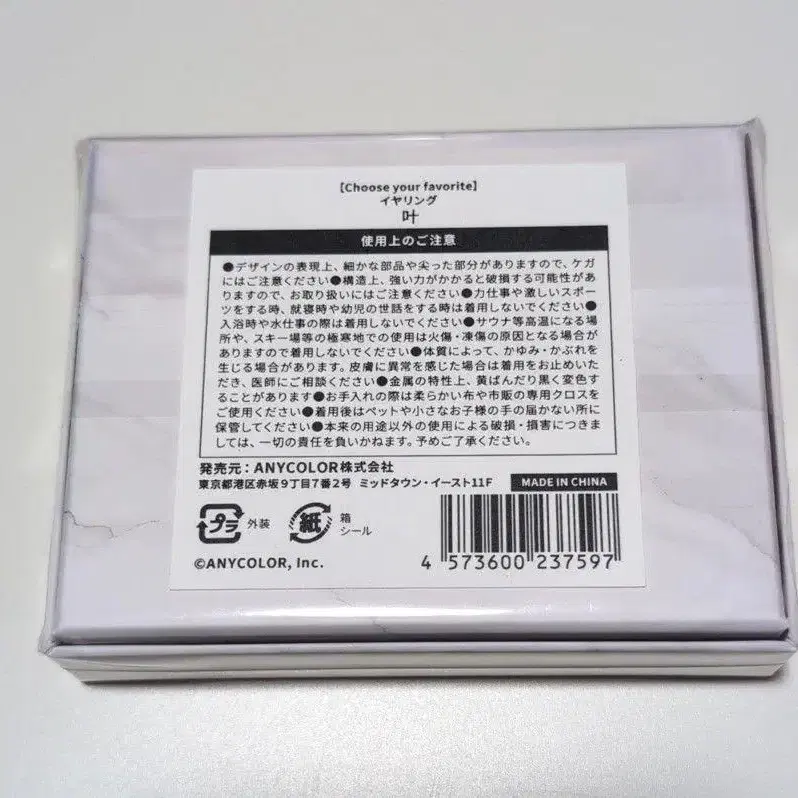 [Choose your favorite]
イヤリング
叶
使用上のご注意
●デザインの表現上、細かな部品や尖った部分がありますので、ケガ
にはご注意ください●構造上、強い力がかかると破損する可能性があ
りますので、お取り扱いにはご注意ください●力仕事や激しいスポー
ツをする時、就寝時や幼児の世話をする時は着用しないでください●
入浴時や水仕事の際は着用しないでください●サウナ等高温になる場
所や、スキー場等の極寒地での使用は火傷・凍傷の原因となる場合が
ありますので着用しないでください●体質によって、かゆみ・かぶれを
生じる場合があります。皮膚に異常を感じた場合は着用をお止めいた
だき、医師にご相談ください●金属の特性上、黄ばんだり黒く変色す
ることがあります●お手入れの際は柔らかい布や市販の専用クロスを
ご使用ください●着用後はペットや小さなお子様の手の届かない所に
保管してください●本来の用途以外の使用による破損・損害につきま
しては、一切の責任を負いかねます。予めご了承ください。
発売元：ANYCOLOR株式会社
東京都港区赤坂9丁目7番2号 ミッドタウン・イースト11F
MADE IN CHINA
プラ 外装
紙 箱
シール
©ANYCOLOR, Inc.
4 573600 237597